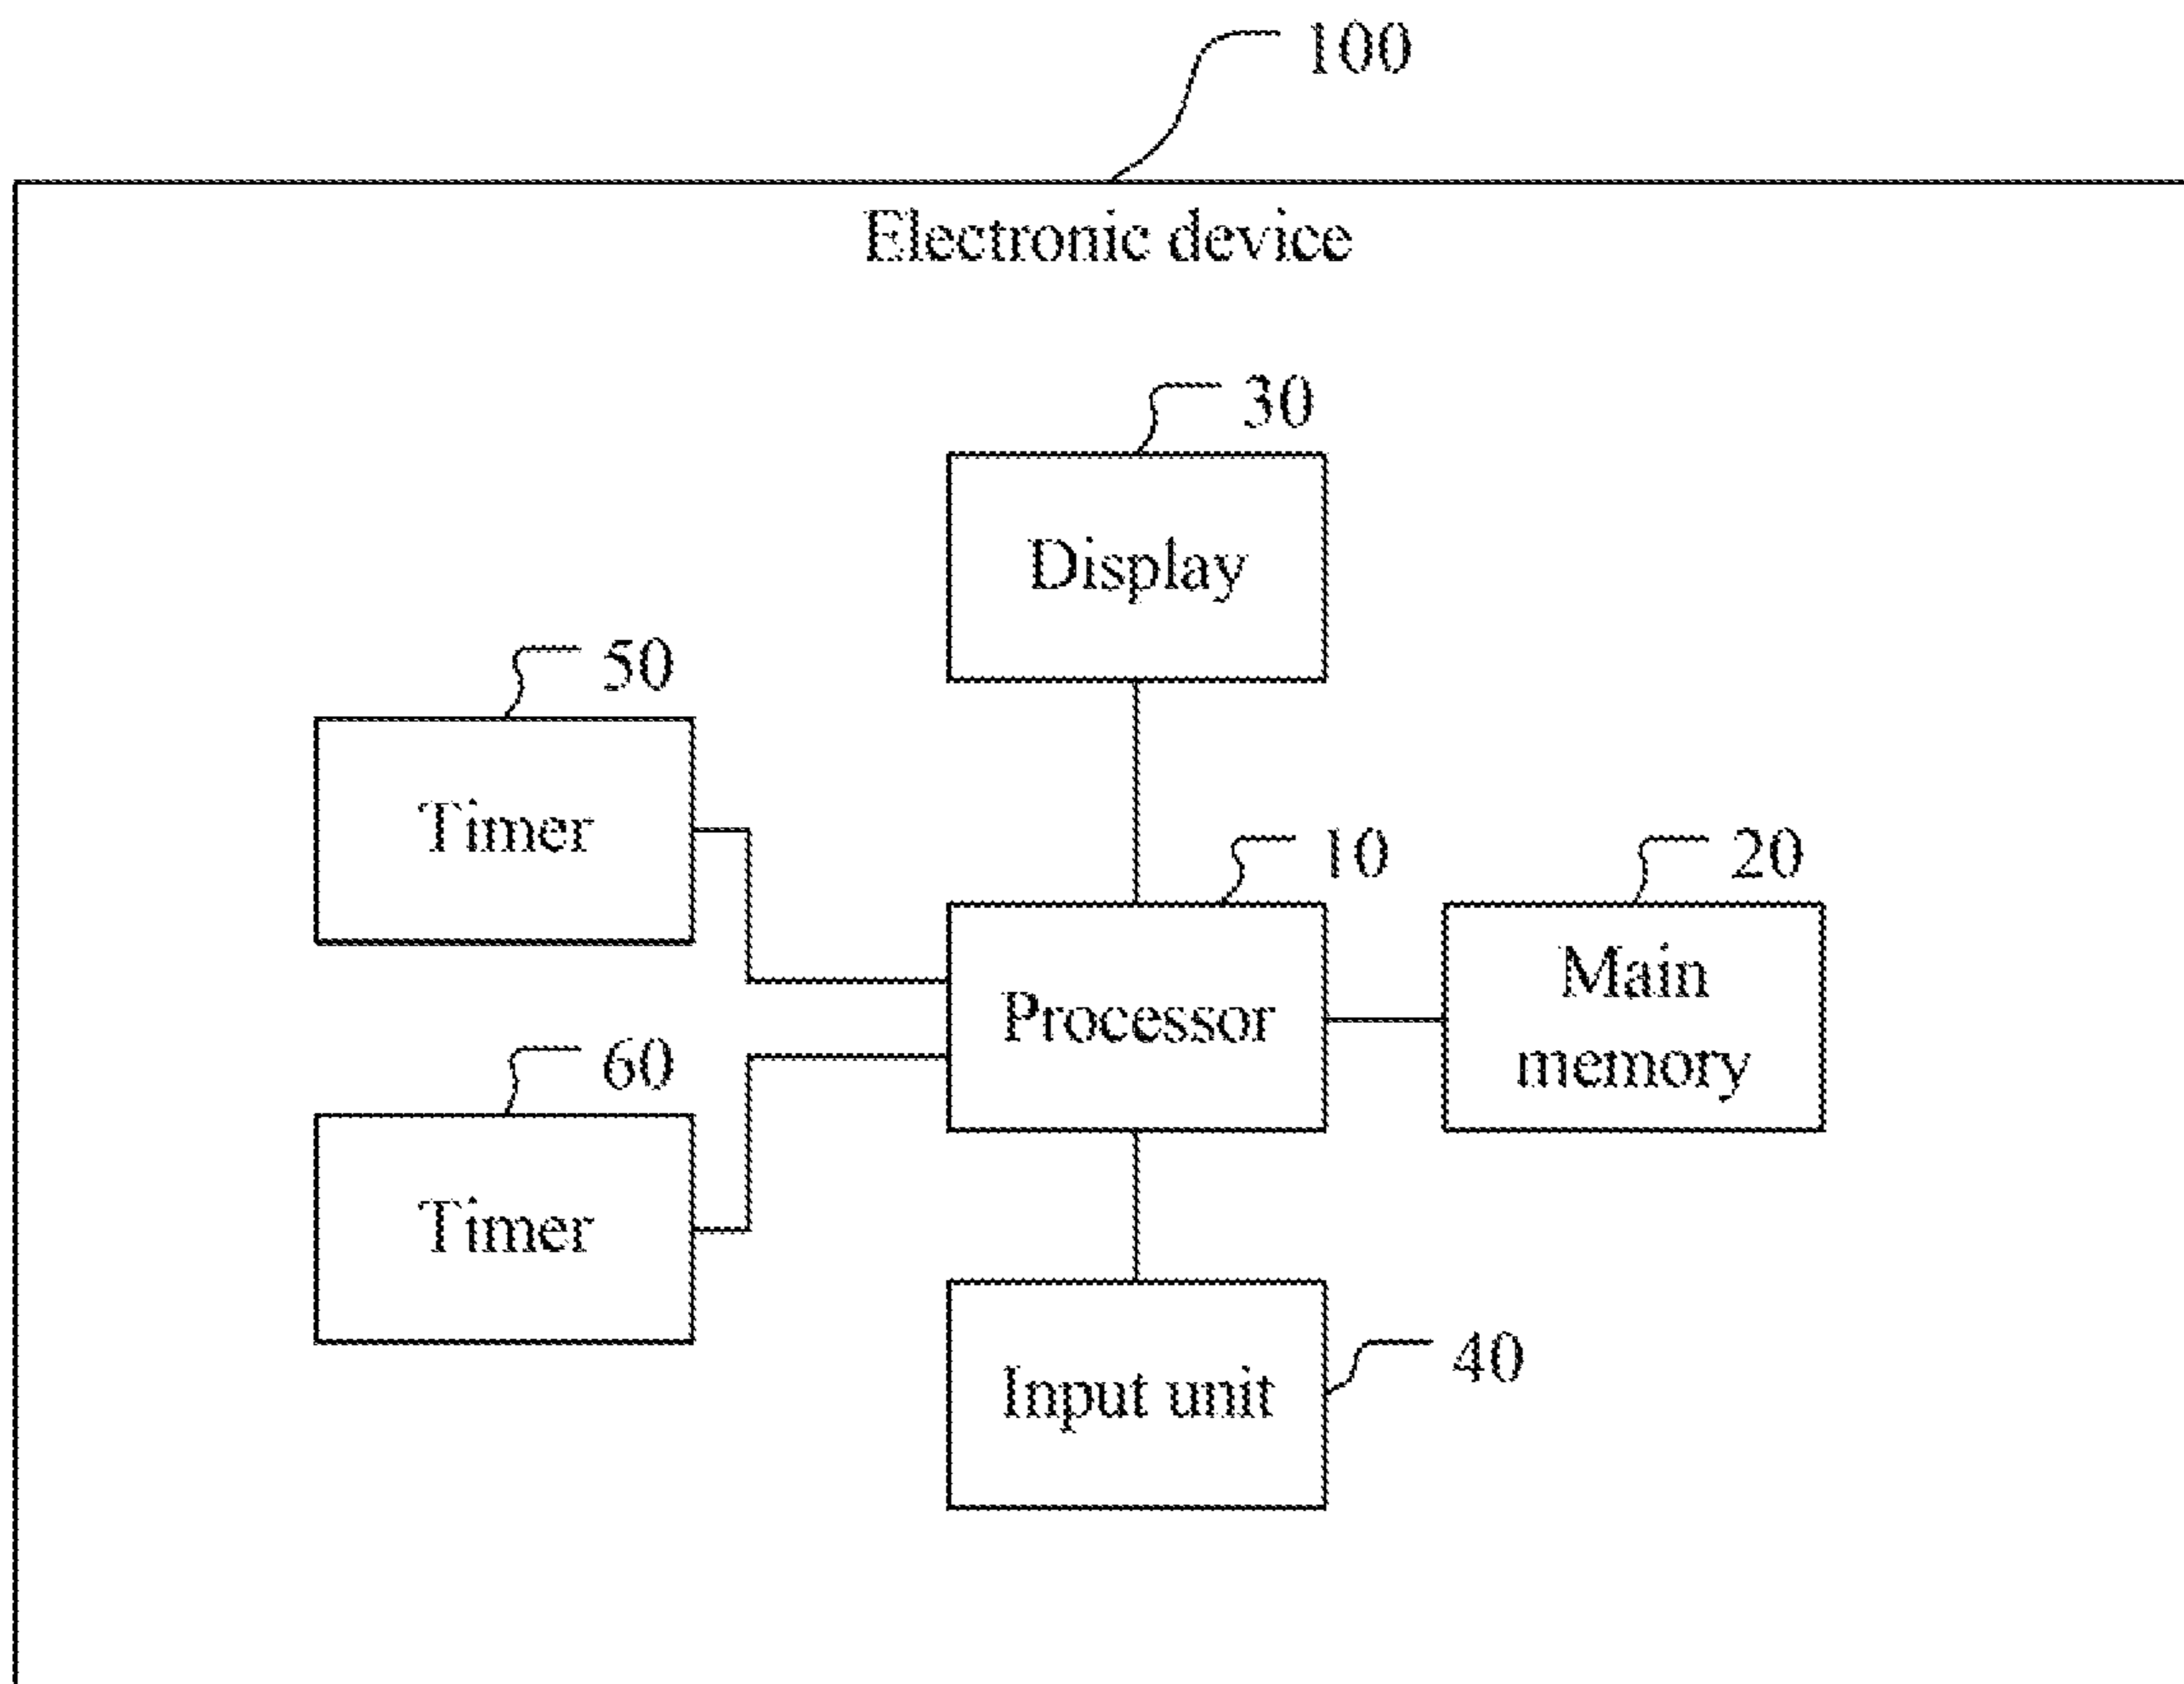 100
Electronic device
30
Display
50
Timer
10
Processor
20
Main
memory
60
Timer
40
Input unit